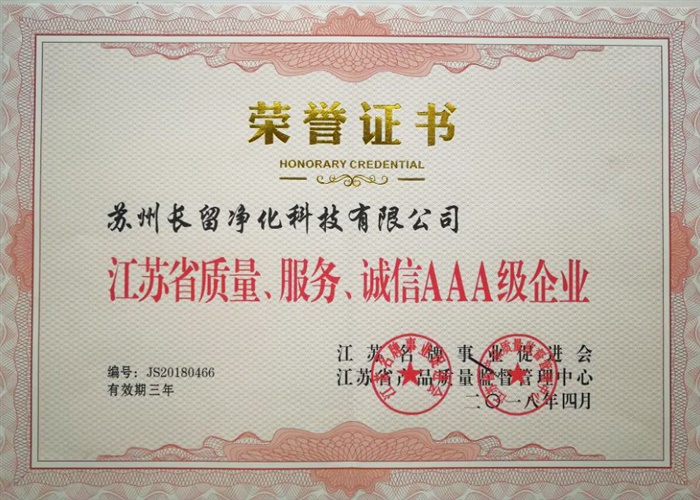 荣誉证书
HONORARY CREDENTIAL
苏州长留净化科技有限公司
江苏省质量、服务、诚信AAA级企业
江苏名牌事业促进会
江苏省产品质量监督管理中心
二〇一八年四月
编号：JS20180466
有效期三年